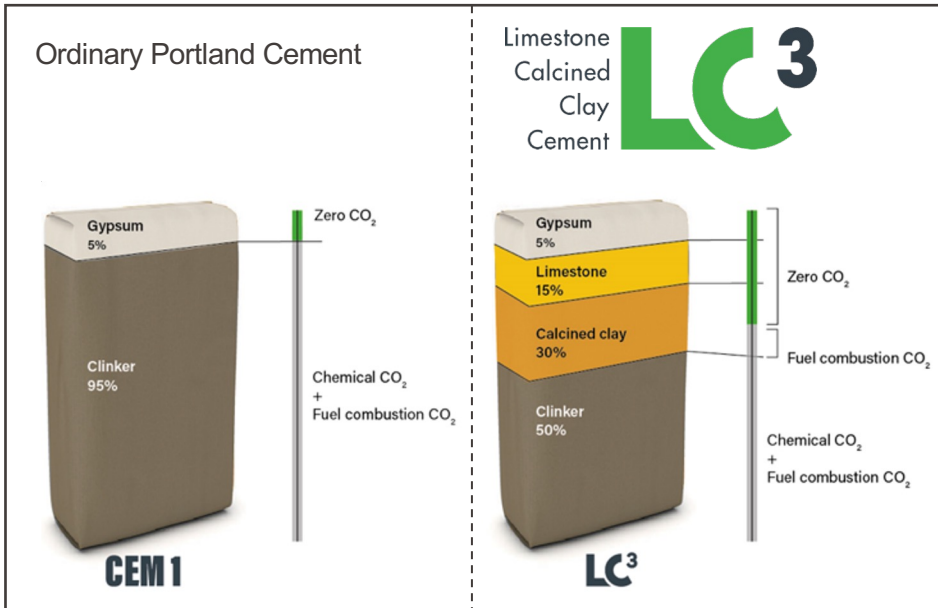 Ordinary Portland Cement
Gypsum
5%
Clinker
95%
Zero CO₂
Chemical CO₂
+
Fuel combustion CO₂
CEM 1
Limestone
Calcined
Clay
Cement
LC³
Gypsum
5%
Limestone
15%
Calcined clay
30%
Clinker
50%
Zero CO₂
Fuel combustion CO₂
Chemical CO₂
+
Fuel combustion CO₂
LC³